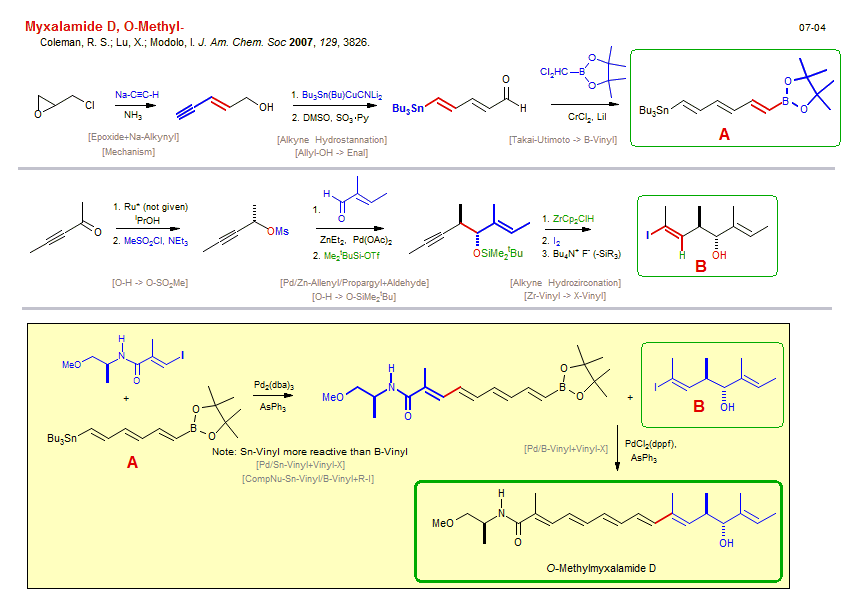 Myxalamide D, O-Methyl-
07-04
Coleman, R. S.; Lu, X.; Modolo, I. J. Am. Chem. Soc 2007, 129, 3826.
O
Cl
Na-C≡C-H
NH₃
OH
1. Bu₃Sn(Bu)CuCNLi₂
2. DMSO, SO₃·Py
Bu₃Sn
O
H
Cl₂HC
B
O
O
CrCl₂, LiI
Bu₃Sn
B
O
O
A
[Epoxide+Na-Alkynyl]
[Mechanism]
[Alkyne Hydrostannation]
[Allyl-OH -> Enal]
[Takai-Utimoto -> B-Vinyl]
O
1. Ru* (not given)
ⁱPrOH
2. MeSO₂Cl, NEt₃
OMs
H
O
1.
ZnEt₂, Pd(OAc)₂
2. Me₂ᵗBuSi-OTf
OSiMe₂ᵗBu
1. ZrCp₂ClH
2. I₂
3. Bu₄N⁺ F⁻ (-SiR₃)
I
H
OH
B
[O-H -> O-SO₂Me]
[Pd/Zn-Allenyl/Propargyl+Aldehyde]
[O-H -> O-SiMe₂ᵗBu]
[Alkyne Hydrozirconation]
[Zr-Vinyl -> X-Vinyl]
MeO
H
N
O
I
+
Bu₃Sn
B
O
O
A
Pd₂(dba)₃
AsPh₃
MeO
H
N
O
B
O
O
+
I
OH
B
Note: Sn-Vinyl more reactive than B-Vinyl
[Pd/Sn-Vinyl+Vinyl-X]
[CompNu-Sn-Vinyl/B-Vinyl+R-I]
[Pd/B-Vinyl+Vinyl-X]
PdCl₂(dppf),
AsPh₃
MeO
H
N
O
OH
O-Methylmyxalamide D